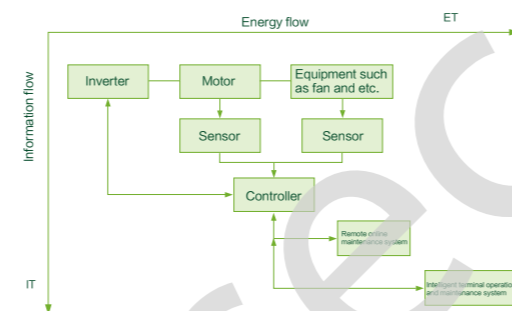 Energy flow
ET
Information flow
Inverter
Motor
Equipment such
as fan and etc.
Sensor
Sensor
Controller
Remote online
maintenance system
IT
Intelligent terminal operatio
and maintenance system